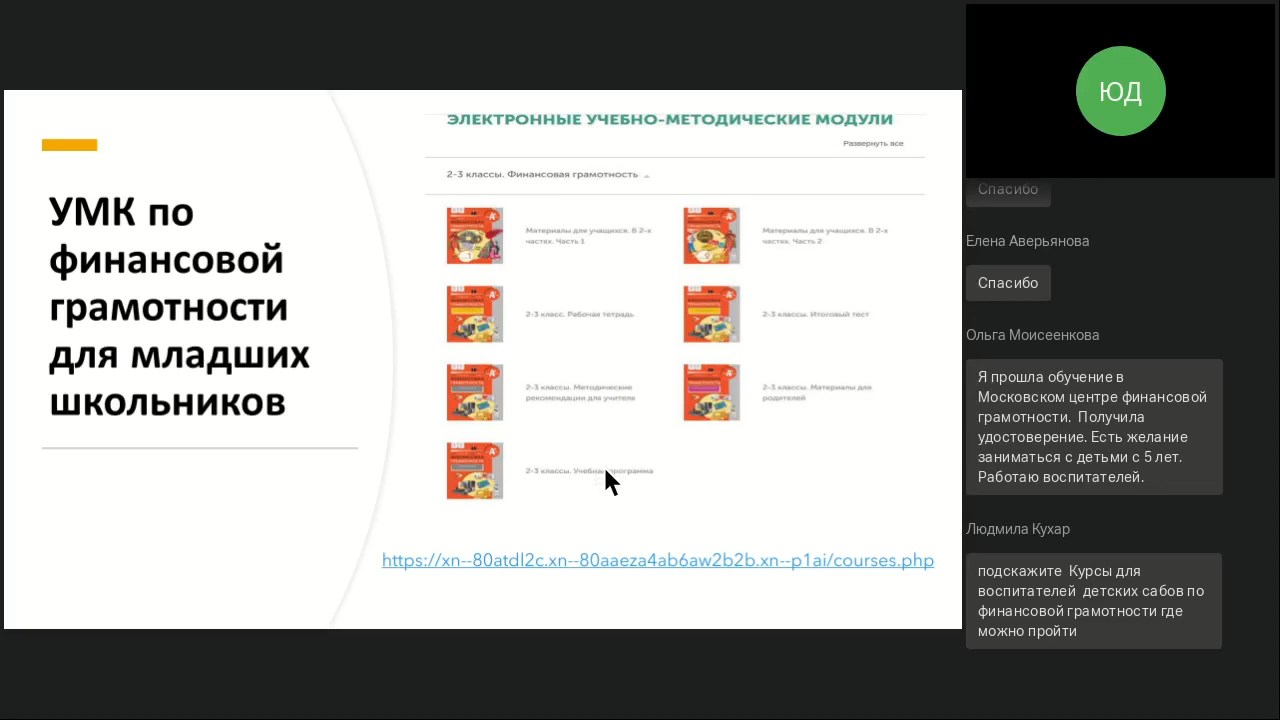 УМК по
финансовой
грамотности
для младших
школьников
ЭЛЕКТРОННЫЕ УЧЕБНО-МЕТОДИЧЕСКИЕ МОДУЛИ
Развернуть все
2-3 классы. Финансовая грамотность
Материалы для учащихся. В 2-х
частях. Часть 1
Материалы для учащихся. В 2-х
частях. Часть 2
2-3 класс. Рабочая тетрадь
2-3 классы. Итоговый тест
2-3 классы. Методические
рекомендации для учителя
2-3 классы. Материалы для
родителей
2-3 классы. Учебная программа
https://xn--80atdl2c.xn--80aaeza4ab6aw2b2b.xn--p1ai/courses.php
ЮД
Спасибо
Елена Аверьянова
Спасибо
Ольга Моисеенкова
Я прошла обучение в
Московском центре финансовой
грамотности. Получила
удостоверение. Есть желание
заниматься с детьми с 5 лет.
Работаю воспитателей.
Людмила Кухар
подскажите Курсы для
воспитателей детских сабов по
финансовой грамотности где
можно пройти